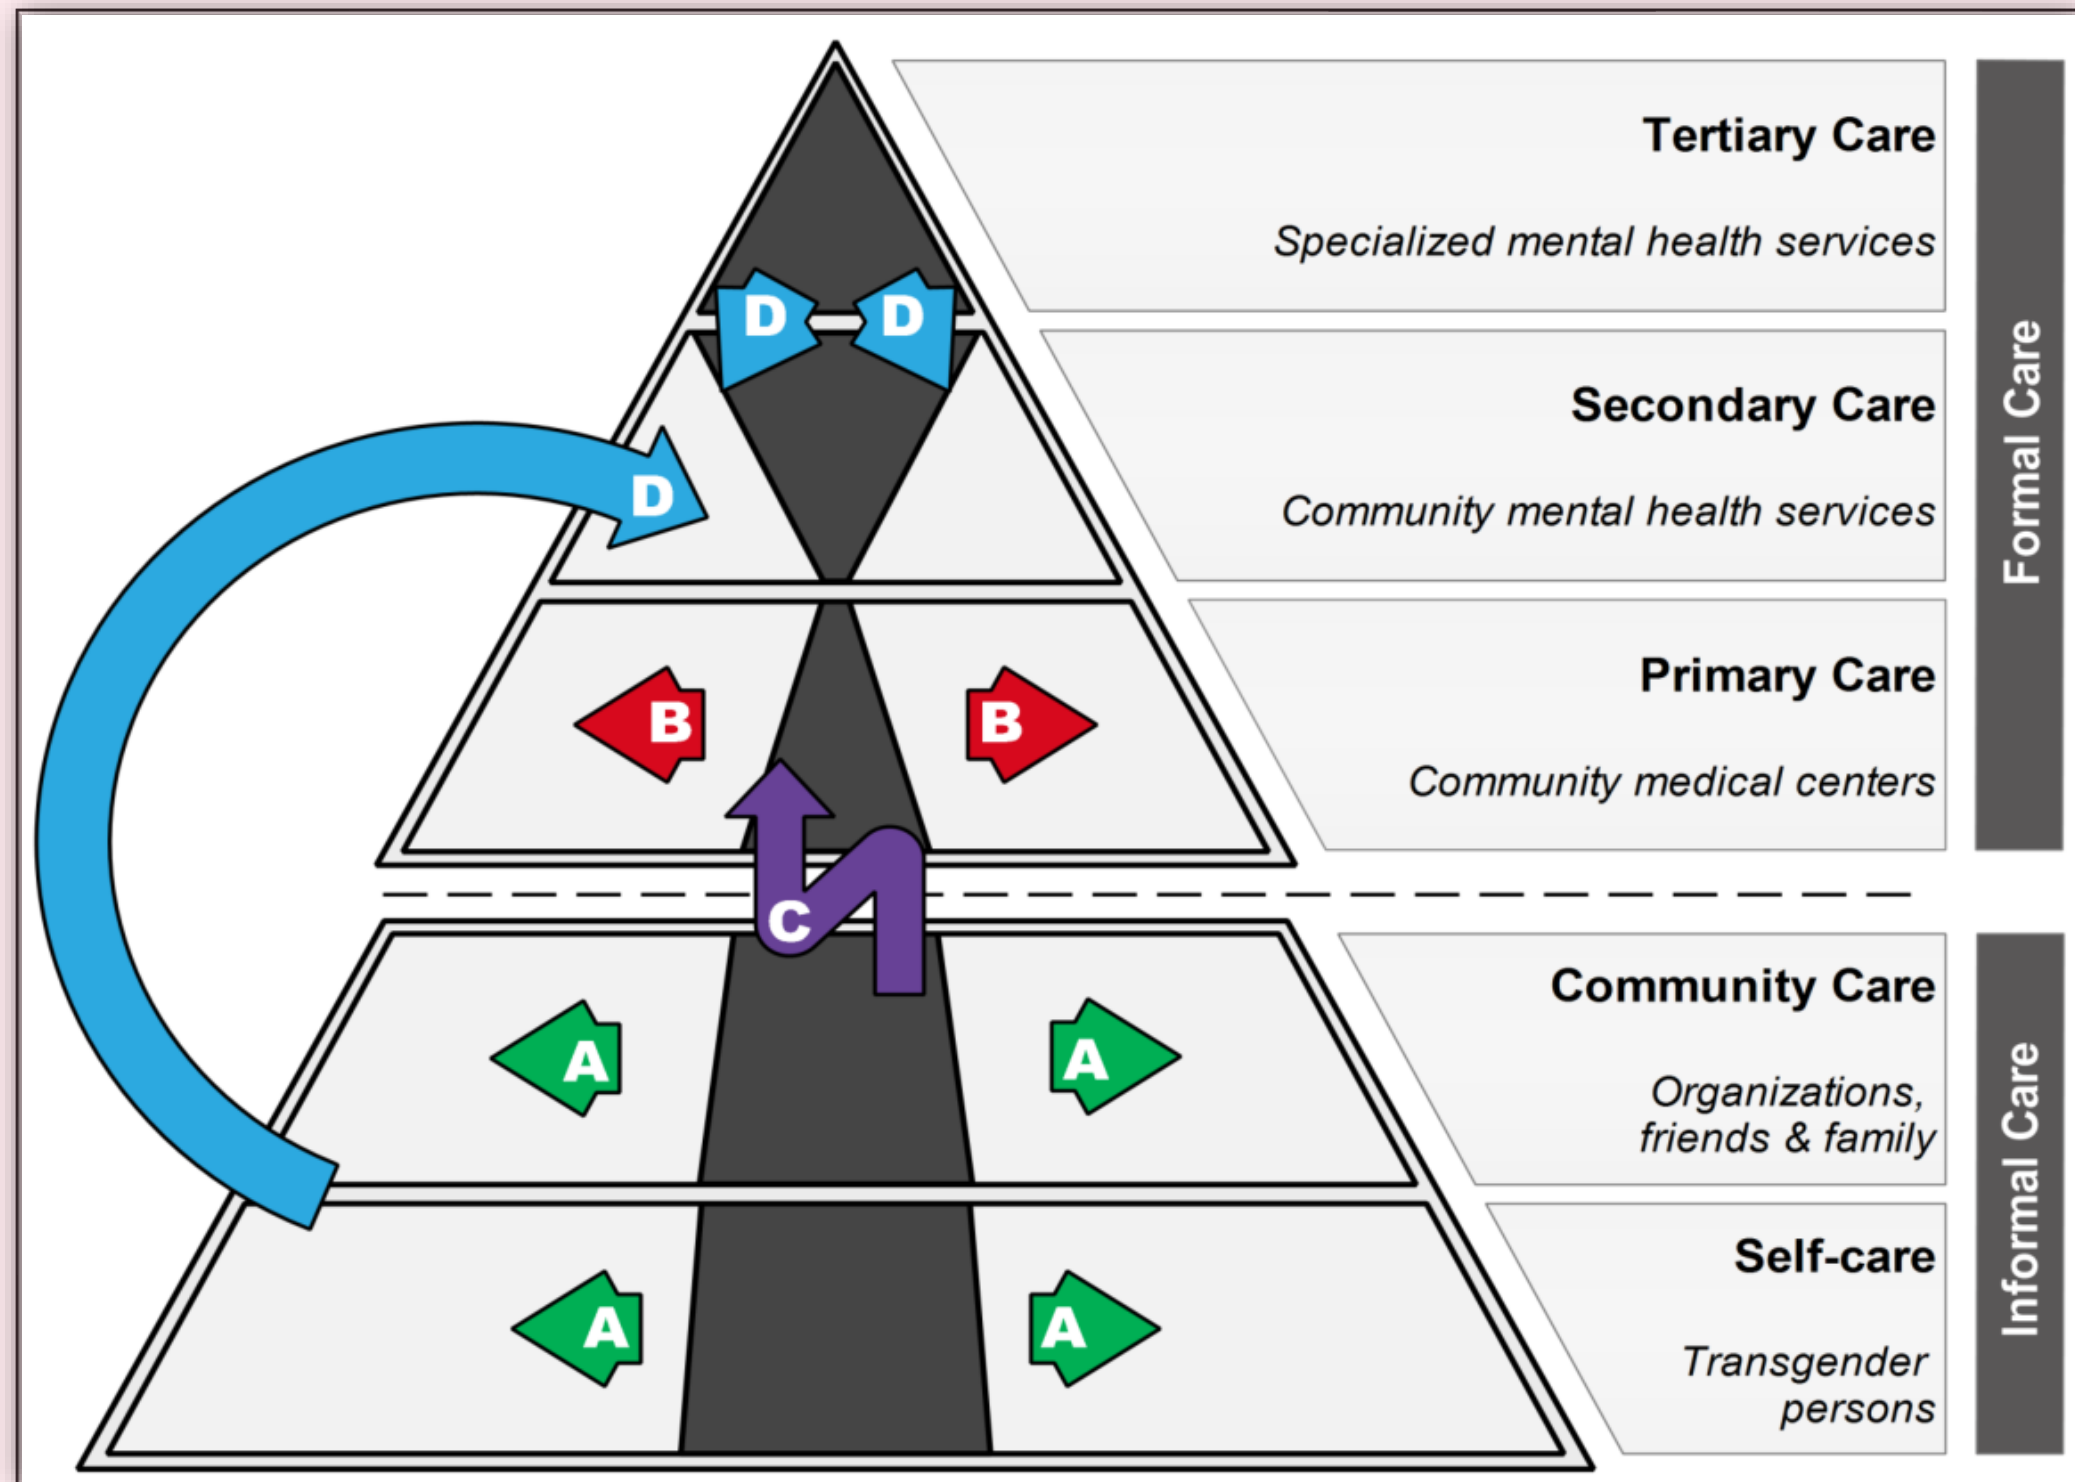 Tertiary Care
Specialized mental health services
D
D
Secondary Care
Community mental health services
D
Formal Care
Primary Care
Community medical centers
B
B
C
Community Care
Organizations,
friends & family
A
A
Informal Care
Self-care
Transgender
persons
A
A